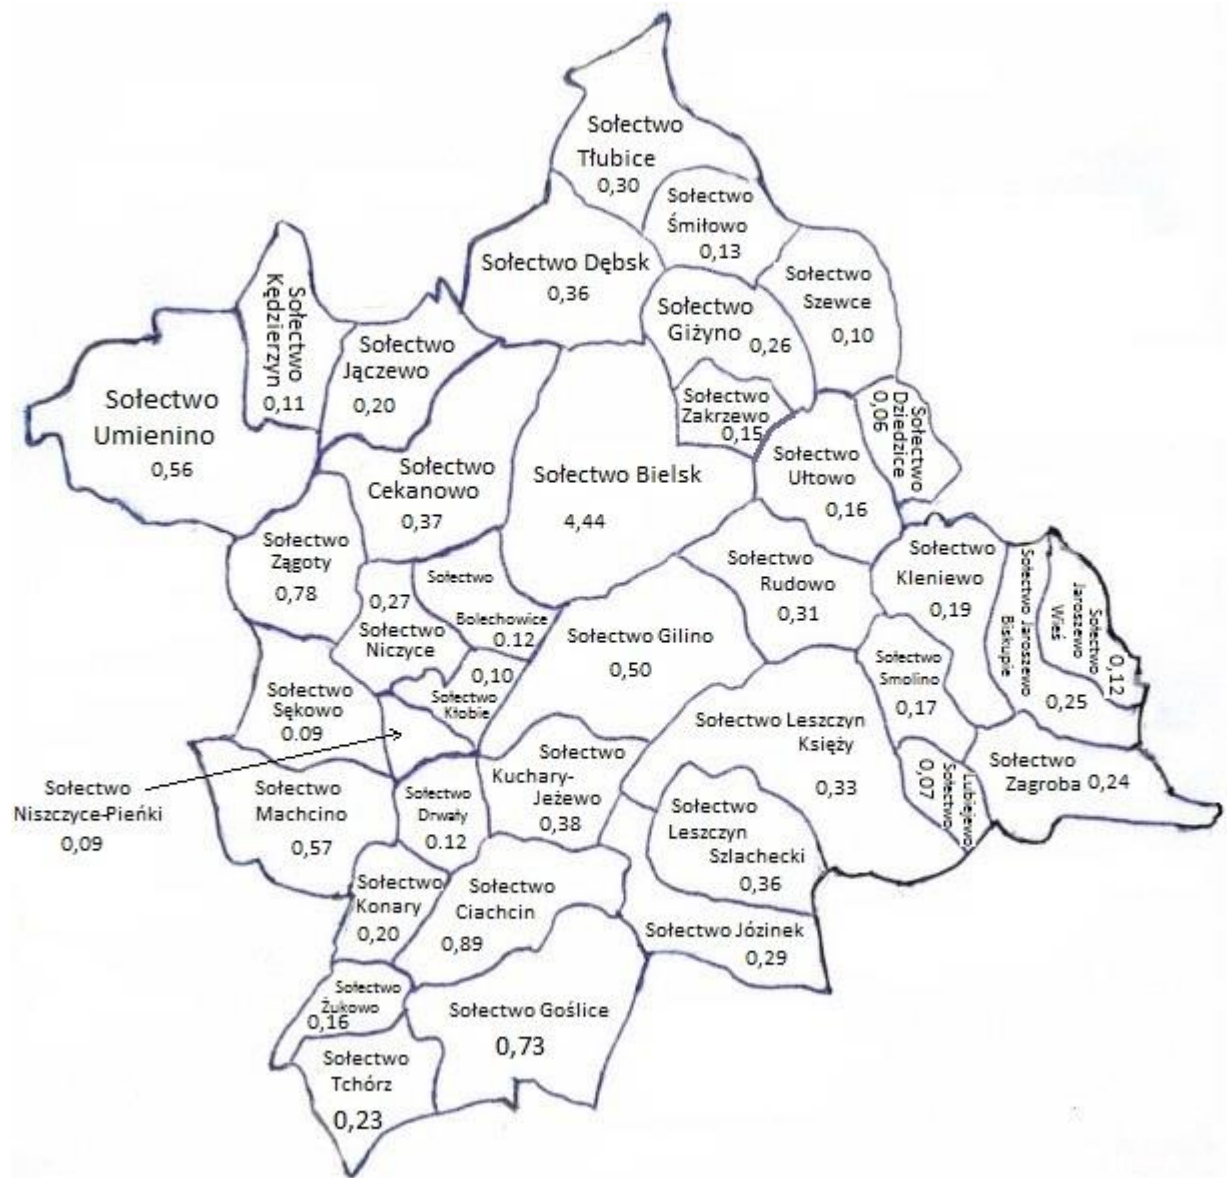 Sołectwo
Tłubice
0,30
Sołectwo
Śmiłowo
0,13
Sołectwo Dębsk
0,36
Sołectwo
Szewce
0,10
Sołectwo
Giżyno
0,26
Sołectwo
Kędzierzyn
0,11
Sołectwo
Jączewo
0,20
Sołectwo
Umienino
0,56
Sołectwo
Zakrzewo
0,15
Sołectwo
Dziedzice
0,06
Sołectwo
Cekanowo
0,37
Sołectwo Bielsk
4,44
Sołectwo
Ułtowo
0,16
Sołectwo
Zągoty
0,78
Sołectwo
Bolechowice
0.12
0,27
Sołectwo
Niczyce
Sołectwo
Rudowo
0,31
Sołectwo
Kleniewo
0,19
Sołectwo Jaroszewo
Biskupie
0,25
Sołectwo
Jaroszewo
Wieś
0,12
Sołectwo Gilino
0,50
0,10
Sołectwo
Kłobie
Sołectwo
Smolino
0,17
Sołectwo
Sękowo
0.09
Sołectwo Leszczyn
Księży
0,33
Sołectwo
Niszczyce-Pieńki
0,09
Sołectwo
Machcino
0,57
Sołectwo
Drwały
0.12
Sołectwo
Kuchary-
Jeżewo
0,38
Lubiejewo
Sołectwo
0,07
Sołectwo
Zagroba 0,24
Sołectwo
Leszczyn
Szlachecki
0,36
Sołectwo
Konary
0,20
Sołectwo
Ciachcin
0,89
Sołectwo Józinek
0,29
Sołectwo
Żukowo
0,16
Sołectwo Goślice
0,73
Sołectwo
Tchórz
0,23